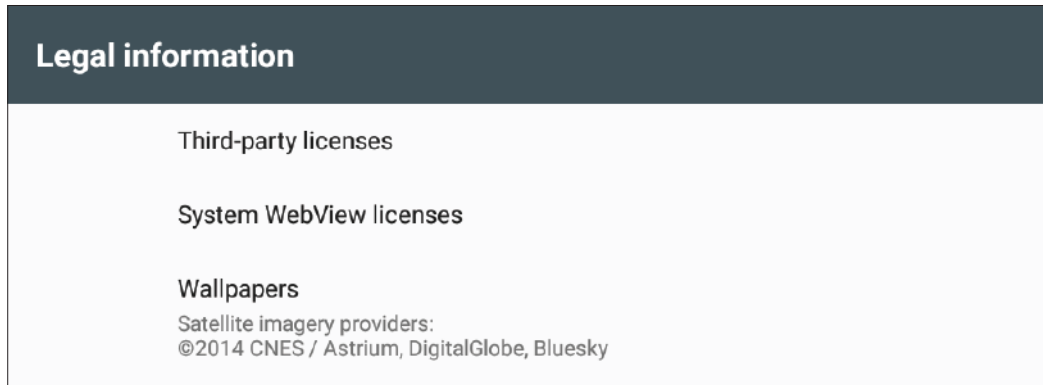 Legal information
Third-party licenses
System WebView licenses
Wallpapers
Satellite imagery providers:
©2014 CNES / Astrium, DigitalGlobe, Bluesky